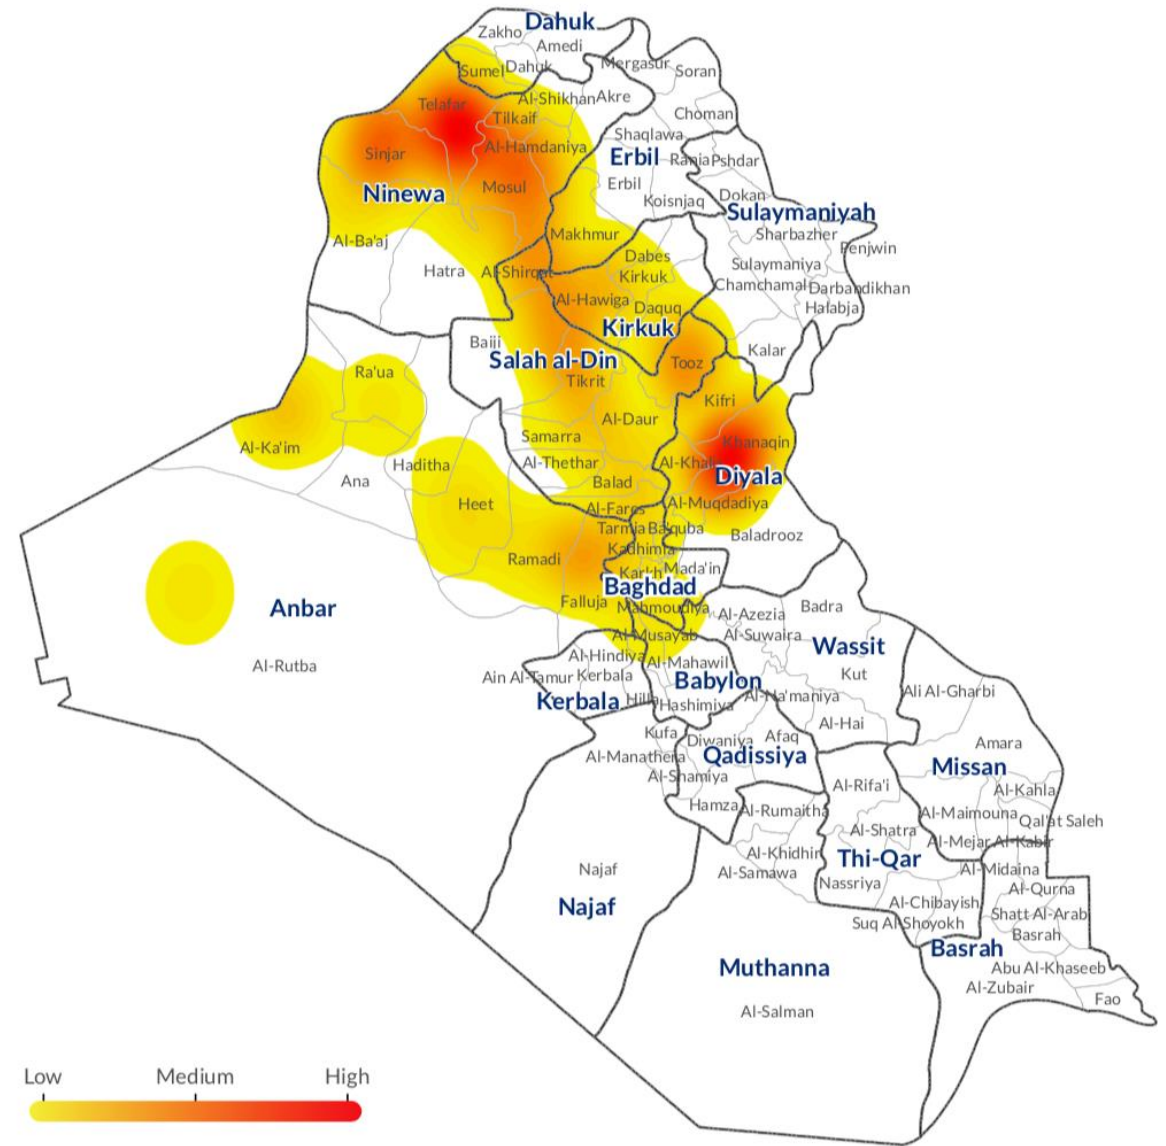 Dahuk
Zakho
Amedi
Sumel
Dahuk
Mergasur
Soran
Telafar
Al-Shikhan
Akre
Tilkaif
Choman
Sinjar
Al-Hamdaniya
Shaqlawa
Erbil
Rania
Pshdar
Ninewa
Mosul
Erbil
Koisnjaq
Dokan
Sulaymaniyah
Al-Ba'aj
Makhmur
Sharbazher
Penjwin
Hatra
Al-Shirqat
Dabes
Kirkuk
Sulaymaniya
Chamchamal
Darbandikhan
Al-Hawiga
Daquq
Halabja
Kirkuk
Baiji
Salah al-Din
Kalar
Ra'ua
Tikrit
Tooz
Kifri
Al-Daur
Al-Ka'im
Samarra
Khanaqin
Haditha
Al-Thethar
Al-Khalis
Diyala
Ana
Balad
Heet
Al-Fares
Al-Muqdadiya
Tarmia
Ba'quba
Baladrooz
Ramadi
Kadhimia
Karkh
Mada'in
Baghdad
Anbar
Falluja
Mahmoudiya
Al-Azezia
Badra
Al-Musayab
Al-Suwaira
Wassit
Al-Rutba
Al-Hindiya
Al-Mahawil
Kut
Ain Al-Tamur
Kerbala
Babylon
Kerbala
Hilla
Hashimiya
Al-Na'maniya
Ali Al-Gharbi
Al-Hai
Kufa
Diwaniya
Afaq
Al-Manathera
Qadissiya
Amara
Al-Shamiya
Missan
Al-Rifa'i
Al-Kahla
Hamza
Al-Rumaitha
Al-Maimouna
Qal'at Saleh
Al-Shatra
Al-Mejar Al-Kabir
Al-Khidhir
Thi-Qar
Najaf
Al-Samawa
Al-Midaina
Nassriya
Al-Qurna
Najaf
Al-Chibayish
Shatt Al-Arab
Suq Al-Shoyokh
Basrah
Basrah
Muthanna
Abu Al-Khaseeb
Al-Zubair
Fao
Al-Salman
Low Medium High